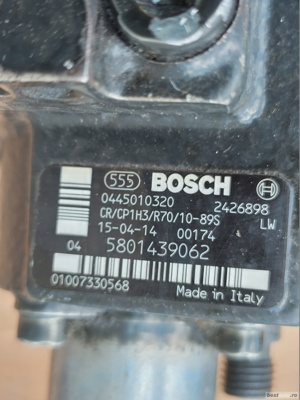 555 BOSCH
0445010320 2426898
CR/CP1H3/R70/10-89S LW
15-04-14 00174
04 5801439062
01007330568 Made in Italy